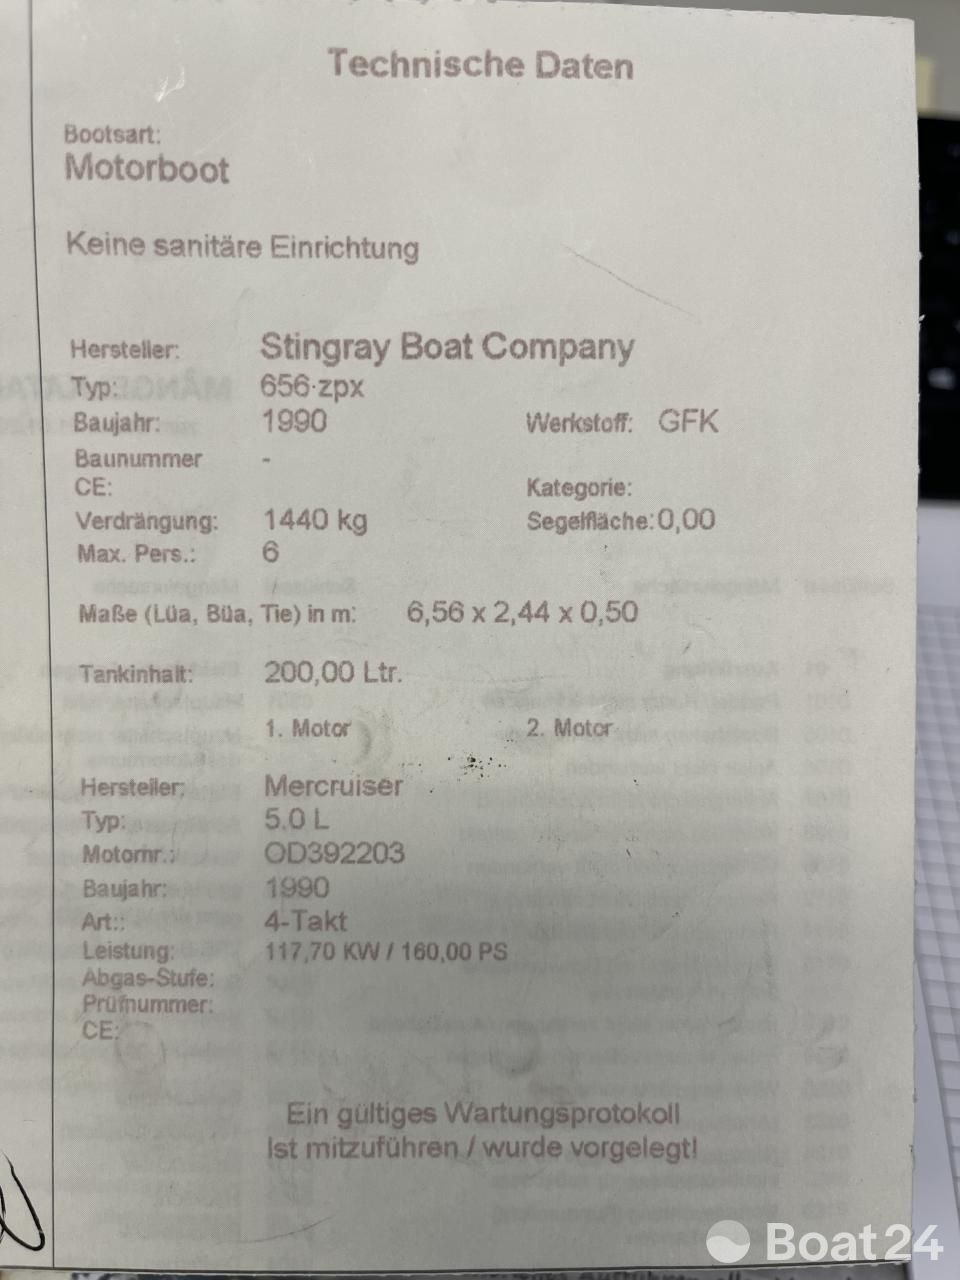 Technische Daten
Bootsart:
Motorboot
Keine sanitäre Einrichtung
Hersteller: Stingray Boat Company
Typ: 656-zpx
Baujahr: 1990 Werkstoff: GFK
Baunummer -
CE: Kategorie:
Verdrängung: 1440 kg Segelfläche: 0,00
Max. Pers.: 6
Maße (Lüa, Büa, Tie) in m: 6,56 x 2,44 x 0,50
Tankinhalt: 200,00 Ltr.
1. Motor 2. Motor
Hersteller: Mercruiser
Typ: 5.0 L
Motornr.: OD392203
Baujahr: 1990
Art:: 4-Takt
Leistung: 117,70 KW / 160,00 PS
Abgas-Stufe:
Prüfnummer:
CE:
Ein gültiges Wartungsprotokoll
Ist mitzuführen / wurde vorgelegt!
Boat24